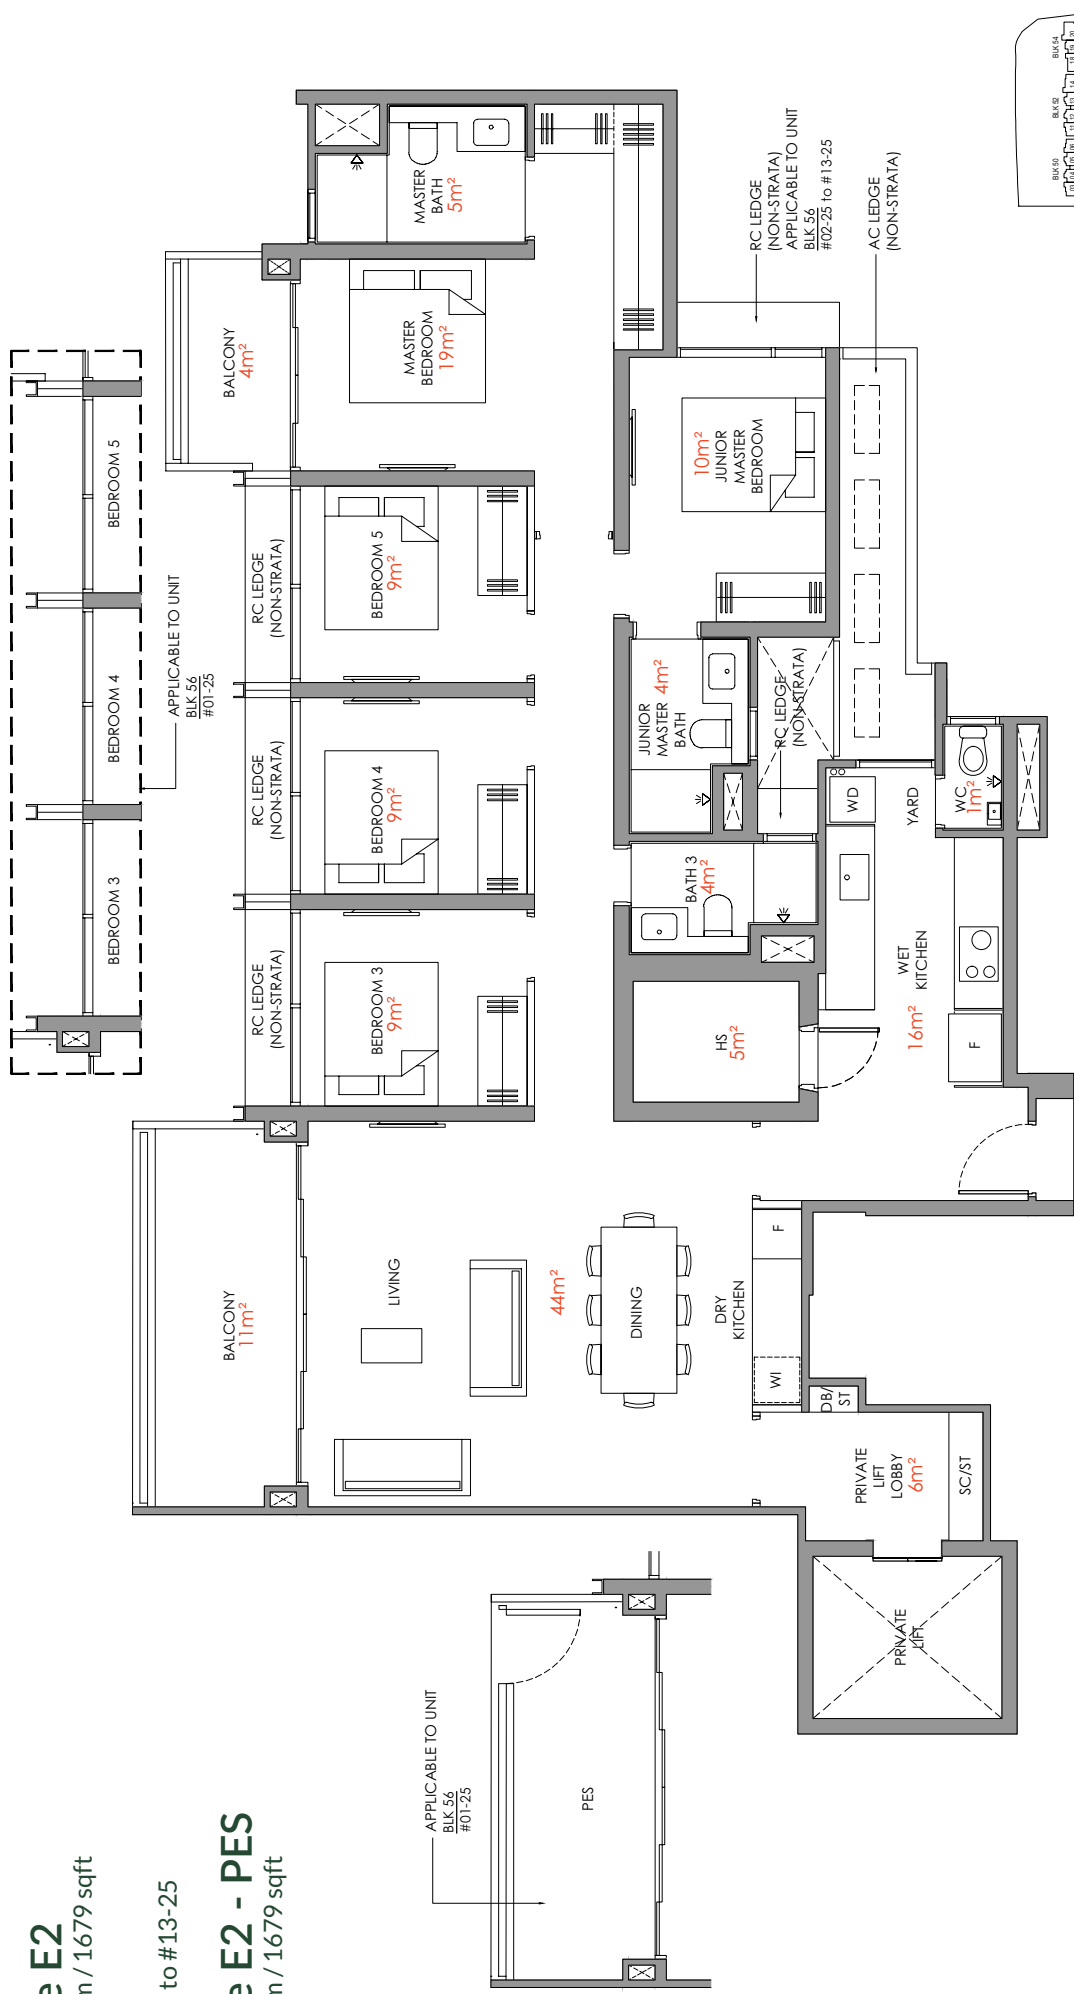 e E2
m / 1679 sqft
to #13-25
e E2 - PES
m / 1679 sqft
BEDROOM 3
BEDROOM 4
BEDROOM 5
APPLICABLE TO UNIT
BLK 56
#01-25
BALCONY
11m²
RC LEDGE
(NON-STRATA)
RC LEDGE
(NON-STRATA)
RC LEDGE
(NON-STRATA)
BALCONY
4m²
LIVING
BEDROOM 3
9m²
BEDROOM 4
9m²
BEDROOM 5
9m²
MASTER
BEDROOM
19m²
MASTER
BATH
5m²
44m²
DINING
DRY
KITCHEN
WI
F
DB/
ST
PRIVATE
LIFT
LOBBY
6m²
SC/ST
PRIVATE
LIFT
HS
5m²
BATH 3
4m²
JUNIOR
MASTER
BATH
4m²
10m²
JUNIOR
MASTER
BEDROOM
RC LEDGE
(NON-STRATA)
WET
KITCHEN
16m²
F
WD
YARD
WC
1m²
RC LEDGE
(NON-STRATA)
APPLICABLE TO UNIT
BLK 56
#02-25 to #13-25
AC LEDGE
(NON-STRATA)
APPLICABLE TO UNIT
BLK 56
#01-25
PES
BLK 50
BLK 52
BLK 54